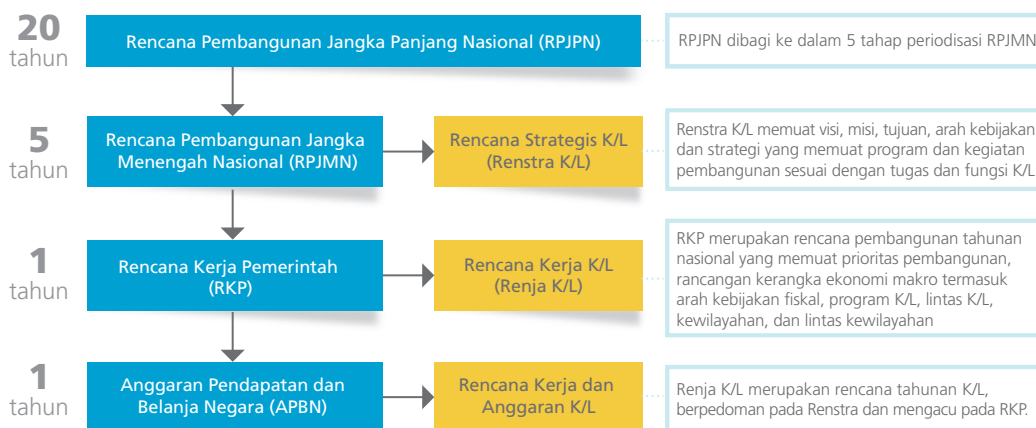 20
tahun
Rencana Pembangunan Jangka Panjang Nasional (RPJPN)
RPJPN dibagi ke dalam 5 tahap periodisasi RPJMN
5
tahun
Rencana Pembangunan Jangka
Menengah Nasional (RPJMN)
Rencana Strategis K/L
(Renstra K/L)
Renstra K/L memuat visi, misi, tujuan, arah kebijakan
dan strategi yang memuat program dan kegiatan
pembangunan sesuai dengan tugas dan fungsi K/L
1
tahun
Rencana Kerja Pemerintah
(RKP)
Rencana Kerja K/L
(Renja K/L)
RKP merupakan rencana pembangunan tahunan
nasional yang memuat prioritas pembangunan,
rancangan kerangka ekonomi makro termasuk
arah kebijakan fiskal, program K/L, lintas K/L,
kewilayahan, dan lintas kewilayahan
1
tahun
Anggaran Pendapatan dan
Belanja Negara (APBN)
Rencana Kerja dan
Anggaran K/L
Renja K/L merupakan rencana tahunan K/L,
berpedoman pada Renstra dan mengacu pada RKP.